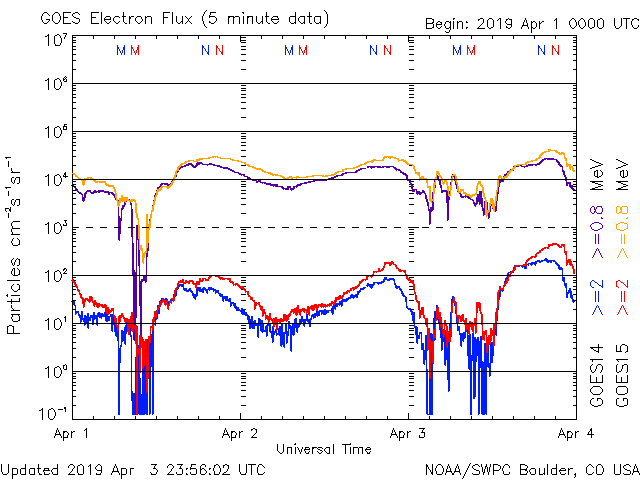 GOES Electron Flux (5 minute data)
Begin: 2019 Apr 1 0000 UTC
10⁷
M M N N M M N N M M N N
10⁶
10⁵
10⁴
10³
10²
10¹
10⁰
10⁻¹
Particles cm⁻²s⁻¹sr⁻¹
Apr 1 Apr 2 Apr 3 Apr 4
Universal Time
GOES14 >=2 >=0.8 MeV
GOES15 >=2 >=0.8 MeV
Updated 2019 Apr 3 23:56:02 UTC
NOAA/SWPC Boulder, CO USA